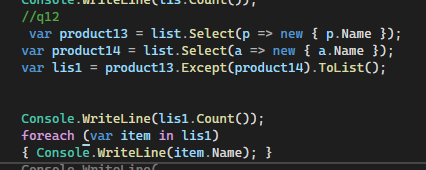 Console.WriteLine(lis.Count());
//q12
var product13 = list.Select(p => new { p.Name });
var product14 = list.Select(a => new { a.Name });
var lis1 = product13.Except(product14).ToList();
Console.WriteLine(lis1.Count());
foreach (var item in lis1)
{ Console.WriteLine(item.Name); }
Console.WriteLine(